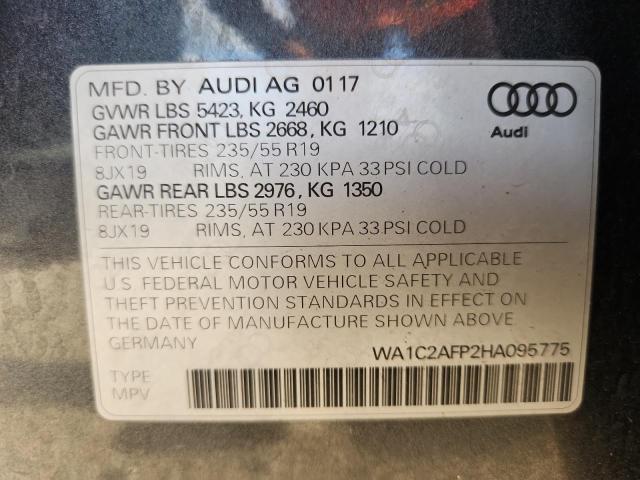 MFD. BY AUDI AG 01 17
GVWR LBS 5423, KG 2460
GAWR FRONT LBS 2668, KG 1210
FRONT-TIRES 235/55 R19
8JX19 RIMS, AT 230 KPA 33 PSI COLD
GAWR REAR LBS 2976, KG 1350
REAR-TIRES 235/55 R19
8JX19 RIMS, AT 230 KPA 33 PSI COLD
Audi
THIS VEHICLE CONFORMS TO ALL APPLICABLE
U.S. FEDERAL MOTOR VEHICLE SAFETY AND
THEFT PREVENTION STANDARDS IN EFFECT ON
THE DATE OF MANUFACTURE SHOWN ABOVE
GERMANY
WA1C2AFP2HA095775
TYPE
MPV